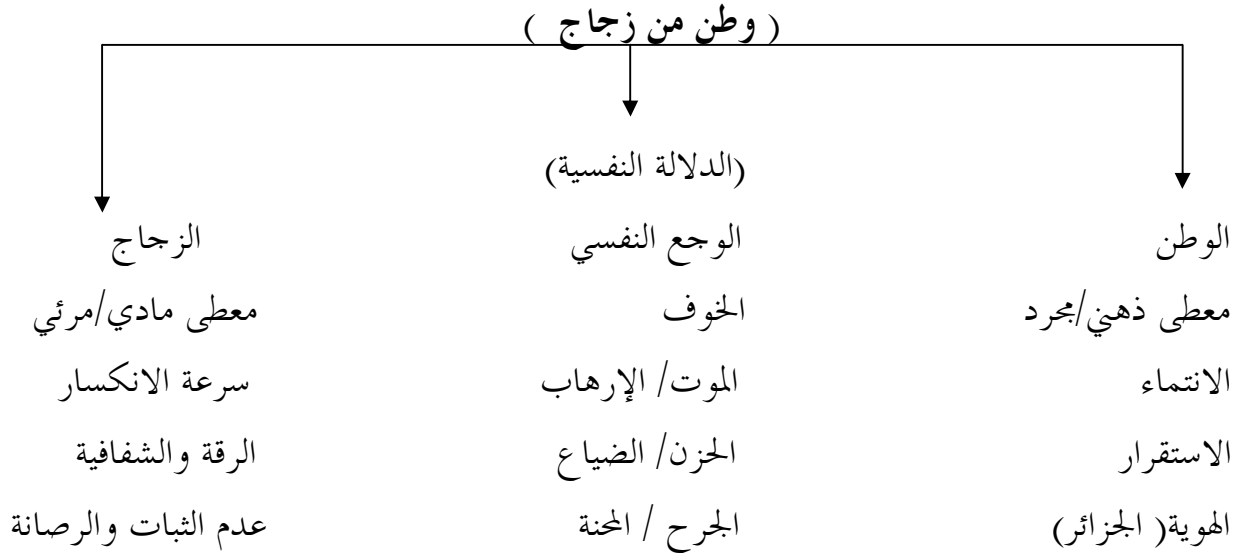 ( وطن من زجاج )
(الدلالة النفسية)
الوطن الوجع النفسي الزجاج
معطى ذهني/مجرد الخوف معطى مادي/مرئي
الانتماء الموت/ الإرهاب سرعة الانكسار
الاستقرار الحزن/ الضياع الرقة والشفافية
الهوية( الجزائر) الجرح / المحنة عدم الثبات والرصانة